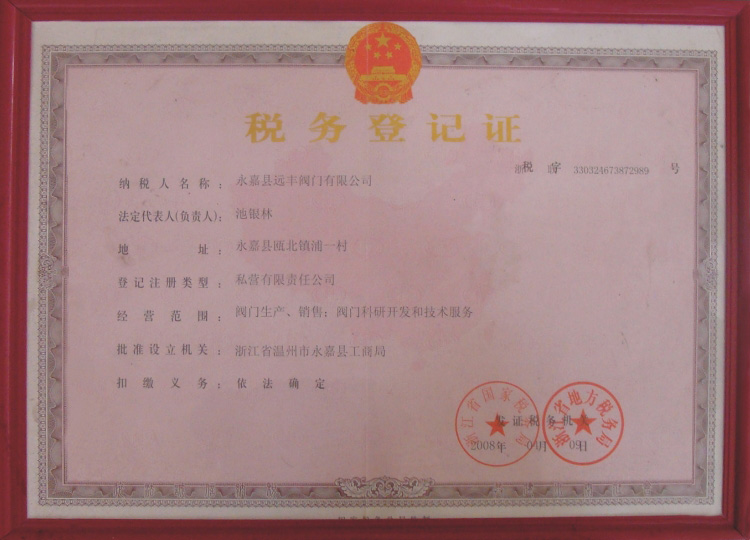 税务登记证
税字 330324673872989 号
纳税人名称：永嘉县远丰阀门有限公司
法定代表人(负责人)：池银林
地址：永嘉县瓯北镇浦一村
登记注册类型：私营有限责任公司
经营范围：阀门生产、销售；阀门科研开发和技术服务
批准设立机关：浙江省温州市永嘉县工商局
扣缴义务：依法确定
浙江省国家税务局
浙江省地方税务局
证税务机关
2008年 月09日